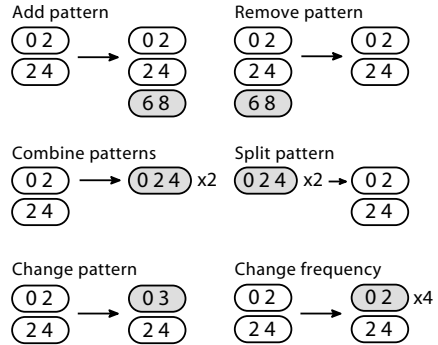 Add pattern
0 2 0 2
2 4 2 4
6 8
Remove pattern
0 2 0 2
2 4 2 4
6 8
Combine patterns
0 2 0 2 4 x2
2 4
Split pattern
0 2 4 x2 0 2
2 4
Change pattern
0 2 0 3
2 4 2 4
Change frequency
0 2 0 2 x4
2 4 2 4